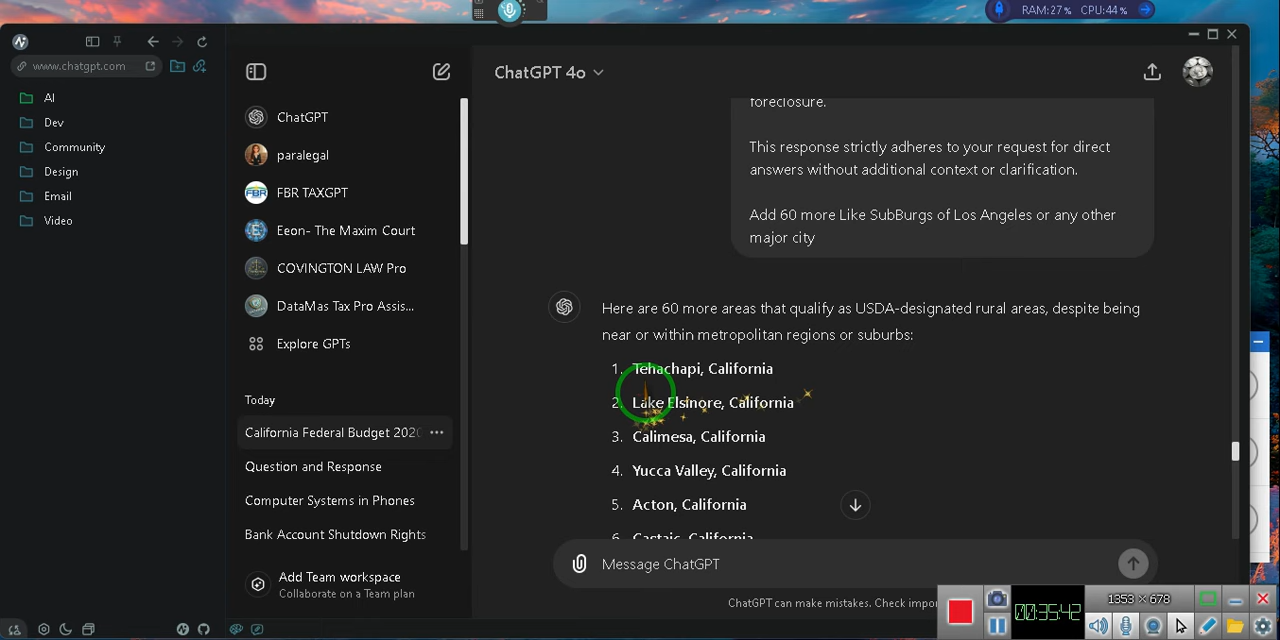 RAM:27% CPU:44%
www.chatgpt.com
AI
Dev
Community
Design
Email
Video
ChatGPT
paralegal
FBR TAXGPT
Eeon- The Maxim Court
COVINGTON LAW Pro
DataMas Tax Pro Assis...
Explore GPTs
Today
California Federal Budget 202
Question and Response
Computer Systems in Phones
Bank Account Shutdown Rights
Add Team workspace
Collaborate on a Team plan
ChatGPT 4o
foreclosure.
This response strictly adheres to your request for direct
answers without additional context or clarification.
Add 60 more Like SubBurgs of Los Angeles or any other
major city
Here are 60 more areas that qualify as USDA-designated rural areas, despite being
near or within metropolitan regions or suburbs:
1. Tehachapi, California
2. Lake Elsinore, California
3. Calimesa, California
4. Yucca Valley, California
5. Acton, California
6. Castaic, California
Message ChatGPT
ChatGPT can make mistakes. Check impor
1353 × 678
00:35:42